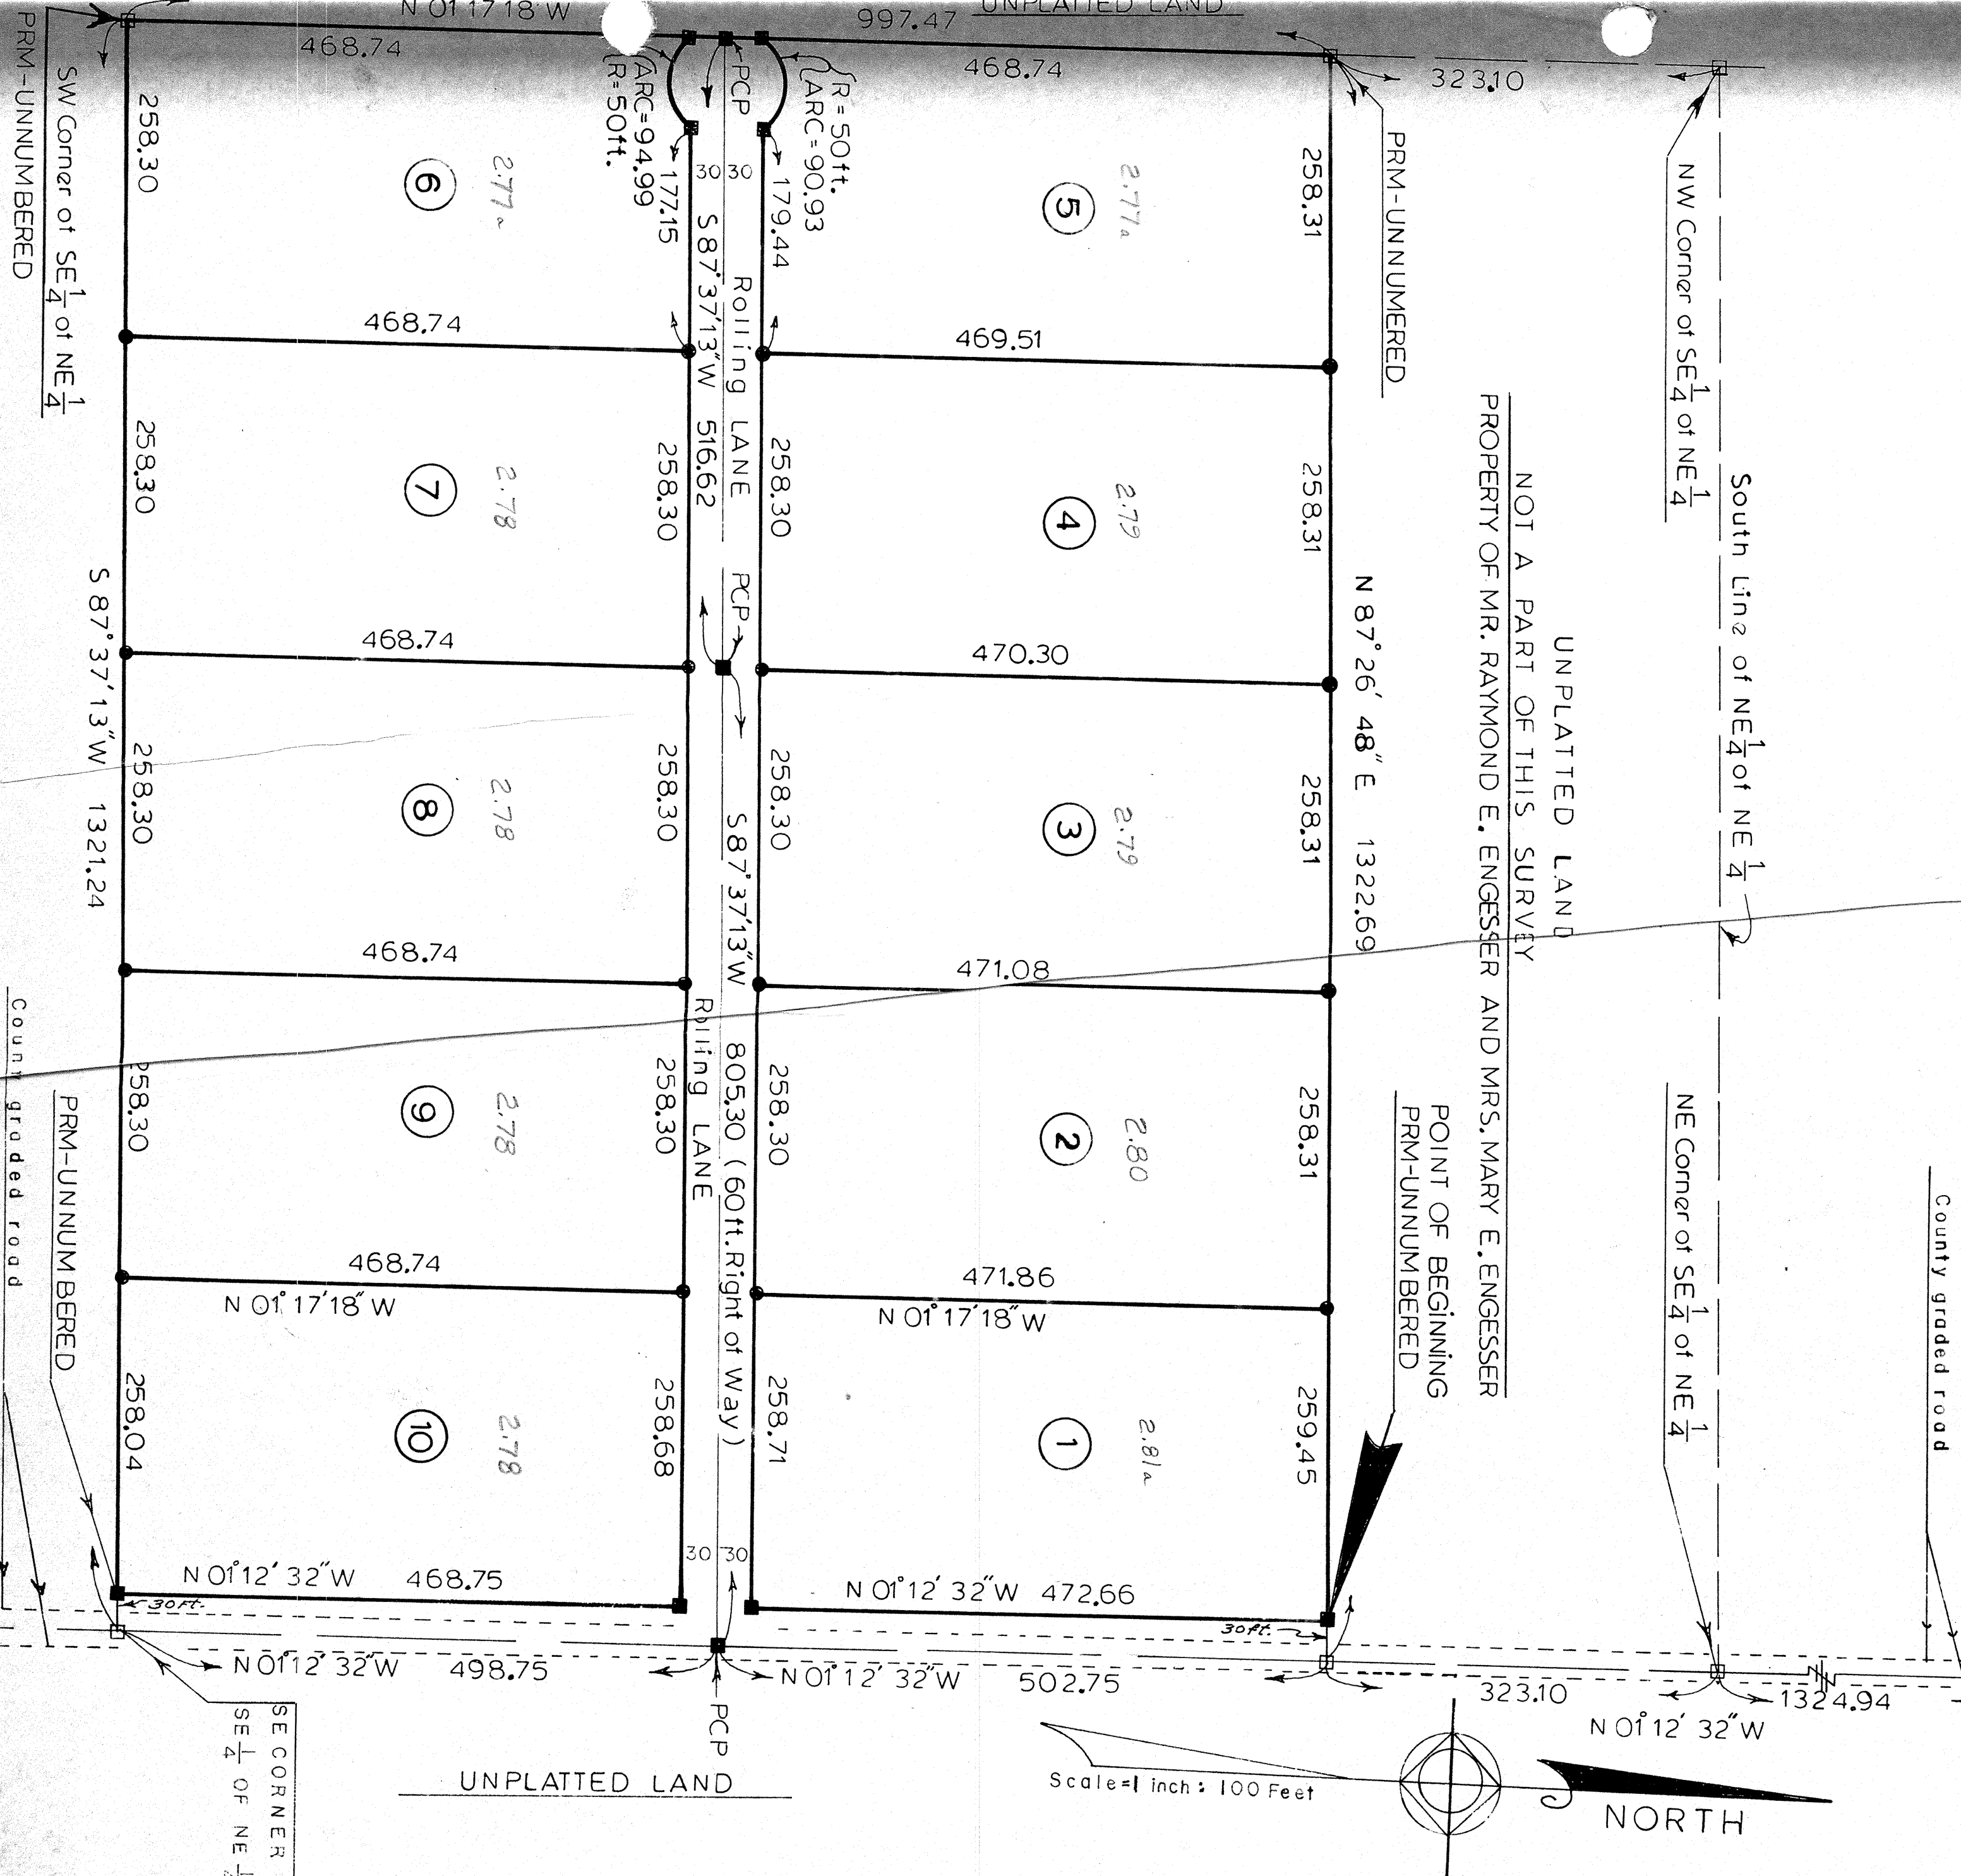 N 01 17 18 W
997.47
UNPLATTED LAND
468.74
468.74
323.10
PRM-UNNUMBERED
SW Corner of SE 1/4 of NE 1/4
R=50ft.
ARC=94.99
PCP
R=50ft.
ARC=90.93
PRM-UNNUMERED
NW Corner of SE 1/4 of NE 1/4
258.30
6
2.77a
177.15
30
30
179.44
5
2.77a
258.31
S 87° 37' 13" W 516.62
Rolling LANE
468.74
469.51
258.30
7
2.78
258.30
258.30
4
2.79
258.31
South Line of NE 1/4 of NE 1/4
UNPLATTED LAND
NOT A PART OF THIS SURVEY
PROPERTY OF MR. RAYMOND E. ENGESSER AND MRS. MARY E. ENGESSER
N 87° 26' 48" E 1322.69
S 87° 37' 13" W 1321.24
PCP
468.74
470.30
258.30
8
2.78
258.30
258.30
3
2.79
258.31
S 87° 37' 13" W 805.30 (60ft. Right of Way)
Rolling LANE
468.74
471.08
258.30
9
2.78
258.30
258.30
2
2.80
258.31
468.74
N 01° 17' 18" W
471.86
N 01° 17' 18" W
County graded road
PRM-UNNUMBERED
POINT OF BEGINNING
PRM-UNNUMBERED
NE Corner of SE 1/4 of NE 1/4
County graded road
258.04
10
2.78
258.68
258.71
1
2.81a
259.45
30
30
N 01° 12' 32" W 468.75
N 01° 12' 32" W 472.66
30Ft.
30ft.
N 01° 12' 32" W 498.75
N 01° 12' 32" W 502.75
323.10
1324.94
N 01° 12' 32" W
PCP
SE CORNER
SE 1/4 OF NE
UNPLATTED LAND
Scale=1 inch: 100 Feet
NORTH